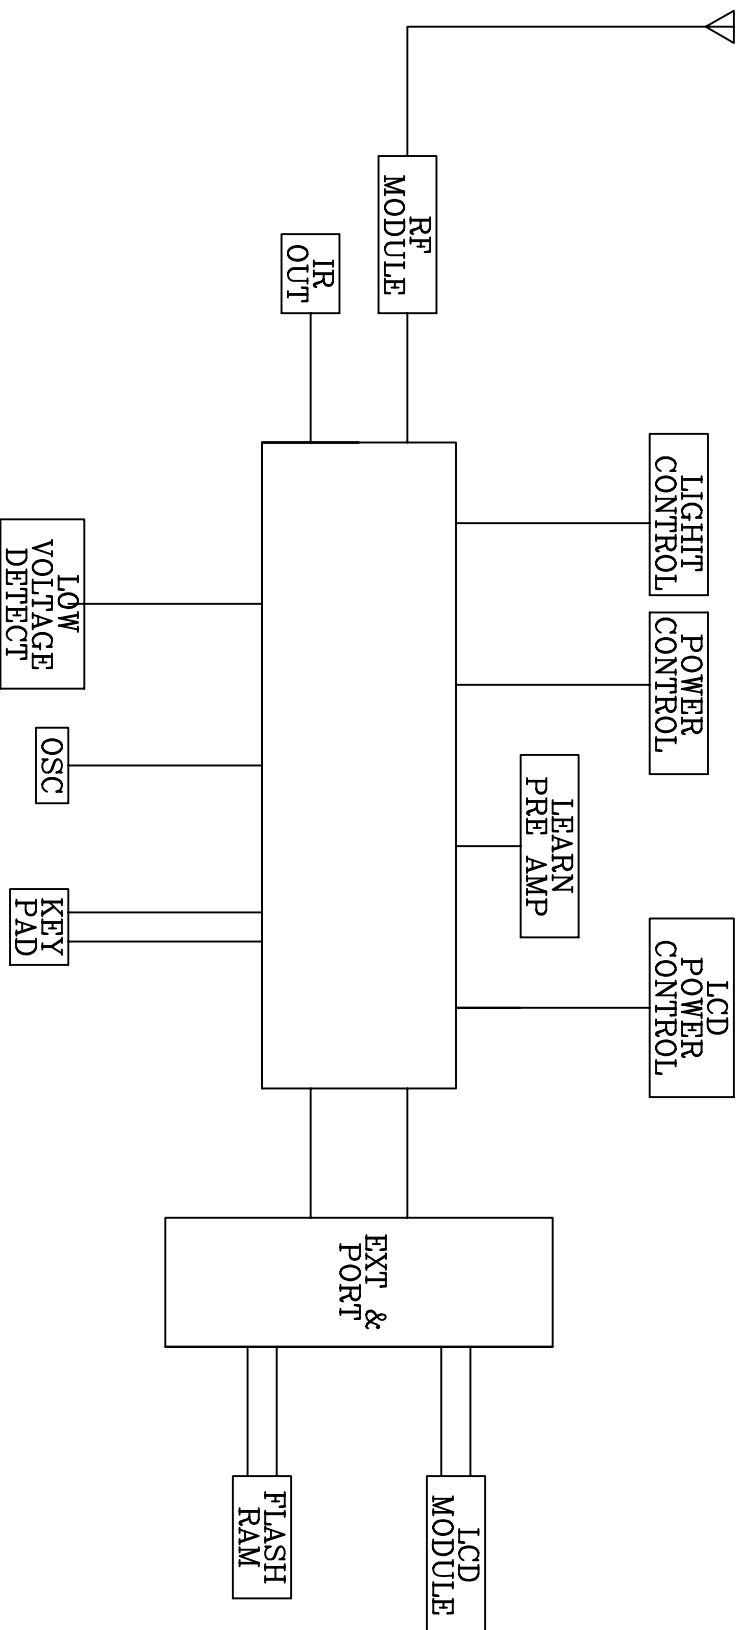 RF
MODULE
IR
OUT
LIGHIT
CONTROL
POWER
CONTROL
LEARN
PRE AMP
LCD
POWER
CONTROL
LOW
VOLTAGE
DETECT
OSC
KEY
PAD
EXT &
PORT
LCD
MODULE
FLASH
RAM